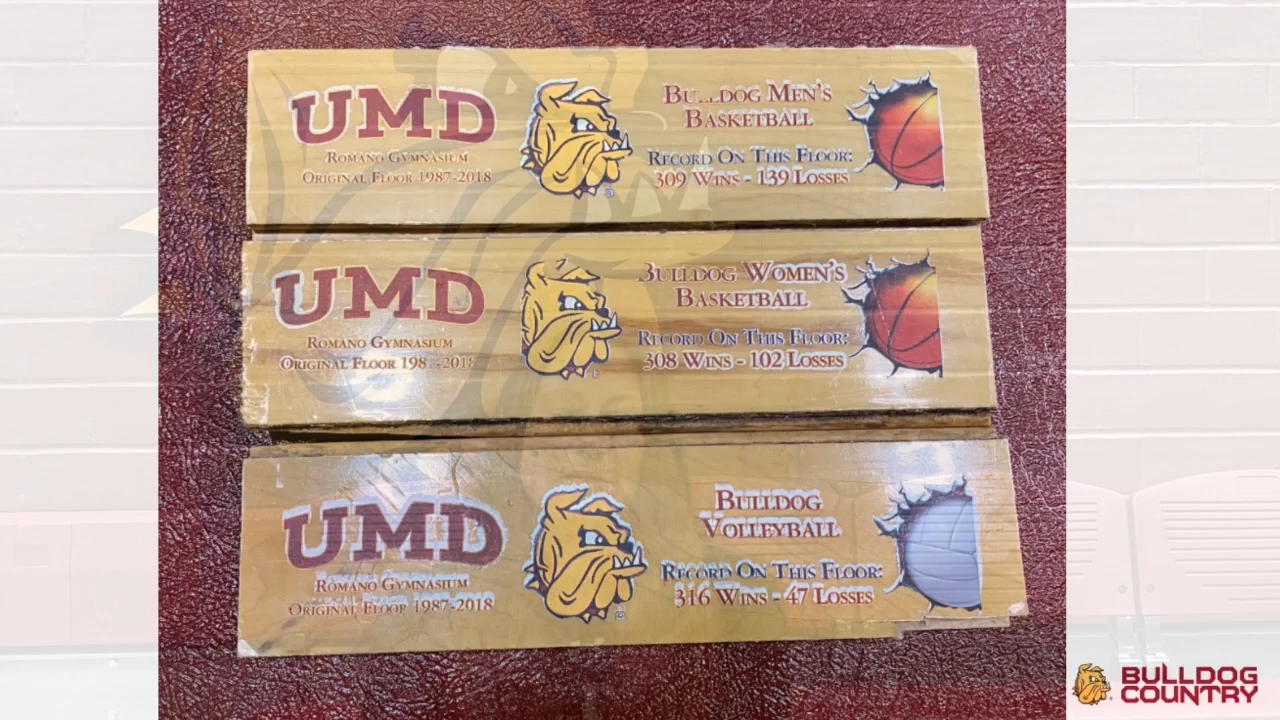 UMD
ROMANO GYMNASIUM
ORIGINAL FLOOR 1987-2018
BULLDOG MEN'S
BASKETBALL
RECORD ON THIS FLOOR:
309 WINS - 139 LOSSES
UMD
ROMANO GYMNASIUM
ORIGINAL FLOOR 198 -2018
BULLDOG WOMEN'S
BASKETBALL
RECORD ON THIS FLOOR:
308 WINS - 102 LOSSES
UMD
ROMANO GYMNASIUM
ORIGINAL FLOOR 1987-2018
BULLDOG
VOLLEYBALL
RECORD ON THIS FLOOR:
316 WINS - 47 LOSSES
BULLDOG
COUNTRY